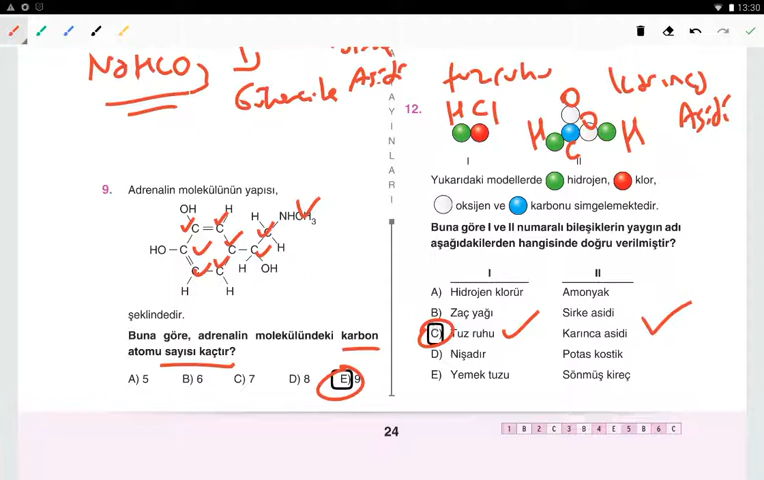 13:30
NaHCO3
1)
Gühercile
Asidi
tuzruhu
HCl
Karınca
Asidi
AYINLARI
9. Adrenalin molekülünün yapısı,
OH H
H NHCH3
C = C
C
HO – C C – C H
C – C H OH
H H
şeklindedir.
Buna göre, adrenalin molekülündeki karbon
atomu sayısı kaçtır?
A) 5 B) 6 C) 7 D) 8 E) 9
12.
O
O
H H
C
I II
Yukarıdaki modellerde hidrojen, klor,
oksijen ve karbonu simgelemektedir.
Buna göre I ve II numaralı bileşiklerin yaygın adı
aşağıdakilerden hangisinde doğru verilmiştir?
I II
A) Hidrojen klorür Amonyak
B) Zaç yağı Sirke asidi
C) Tuz ruhu Karınca asidi
D) Nişadır Potas kostik
E) Yemek tuzu Sönmüş kireç
24
1 B 2 C 3 B 4 E 5 B 6 C